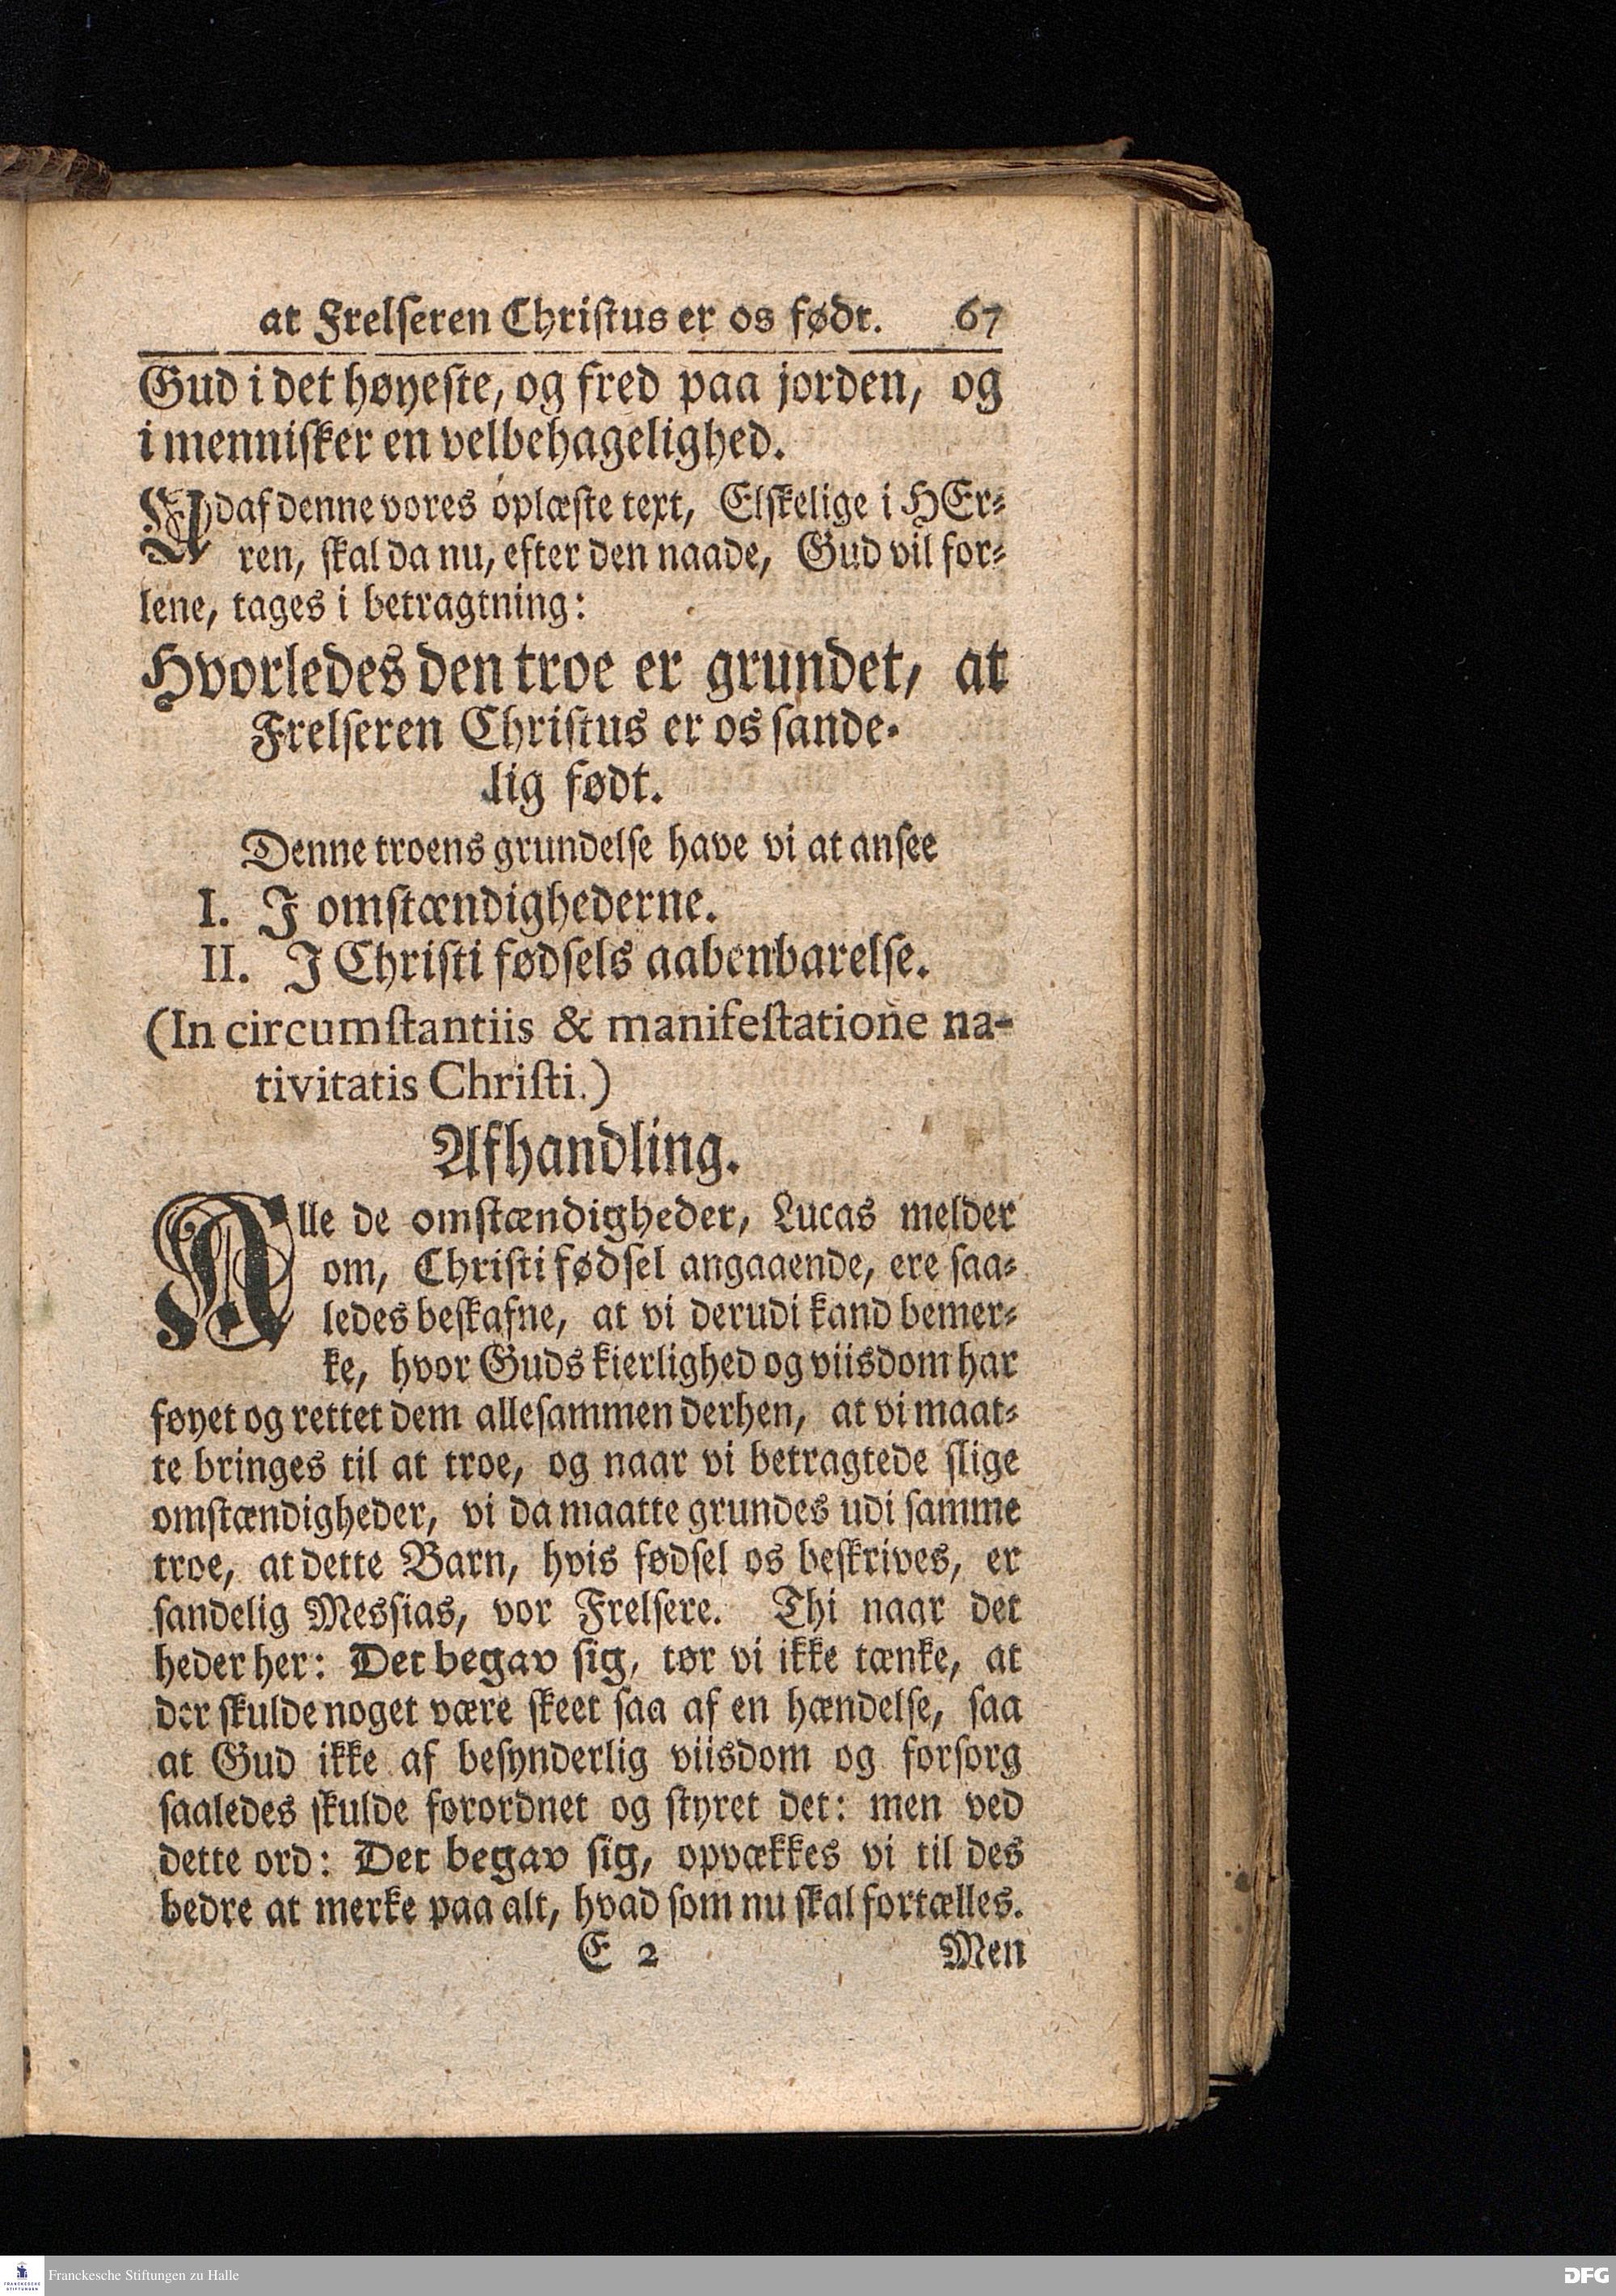 at Frelseren Christus er os født. 67
Gud i det høyeste, og fred paa jorden, og
i mennisker en velbehagelighed.
Udaf denne vores oplæste text, Elskelige i HEr⸗
ren, skal da nu, efter den naade, Gud vil for⸗
lene, tages i betragtning:
Hvorledes den troe er grundet, at
Frelseren Christus er os sande⸗
lig født.
Denne troens grundelse have vi at ansee
I. I omstændighederne.
II. I Christi fødsels aabenbarelse.
(In circumstantiis & manifestatione na-
tivitatis Christi.)
Afhandling.
Alle de omstændigheder, Lucas melder
om, Christi fødsel angaaende, ere saa⸗
ledes beskafne, at vi derudi kand bemer⸗
ke, hvor Guds kierlighed og viisdom har
føyet og rettet dem allesammen derhen, at vi maat⸗
te bringes til at troe, og naar vi betragtede slige
omstændigheder, vi da maatte grundes udi samme
troe, at dette Barn, hvis fødsel os beskrives, er
sandelig Messias, vor Frelsere. Thi naar det
heder her: Det begav sig, tør vi ikke tænke, at
der skulde noget være skeet saa af en hændelse, saa
at Gud ikke af besynderlig viisdom og forsorg
saaledes skulde forordnet og styret det: men ved
dette ord: Det begav sig, opvækkes vi til des
bedre at merke paa alt, hvad som nu skal fortælles.
E 2 Men
Franckesche Stiftungen zu Halle
DFG